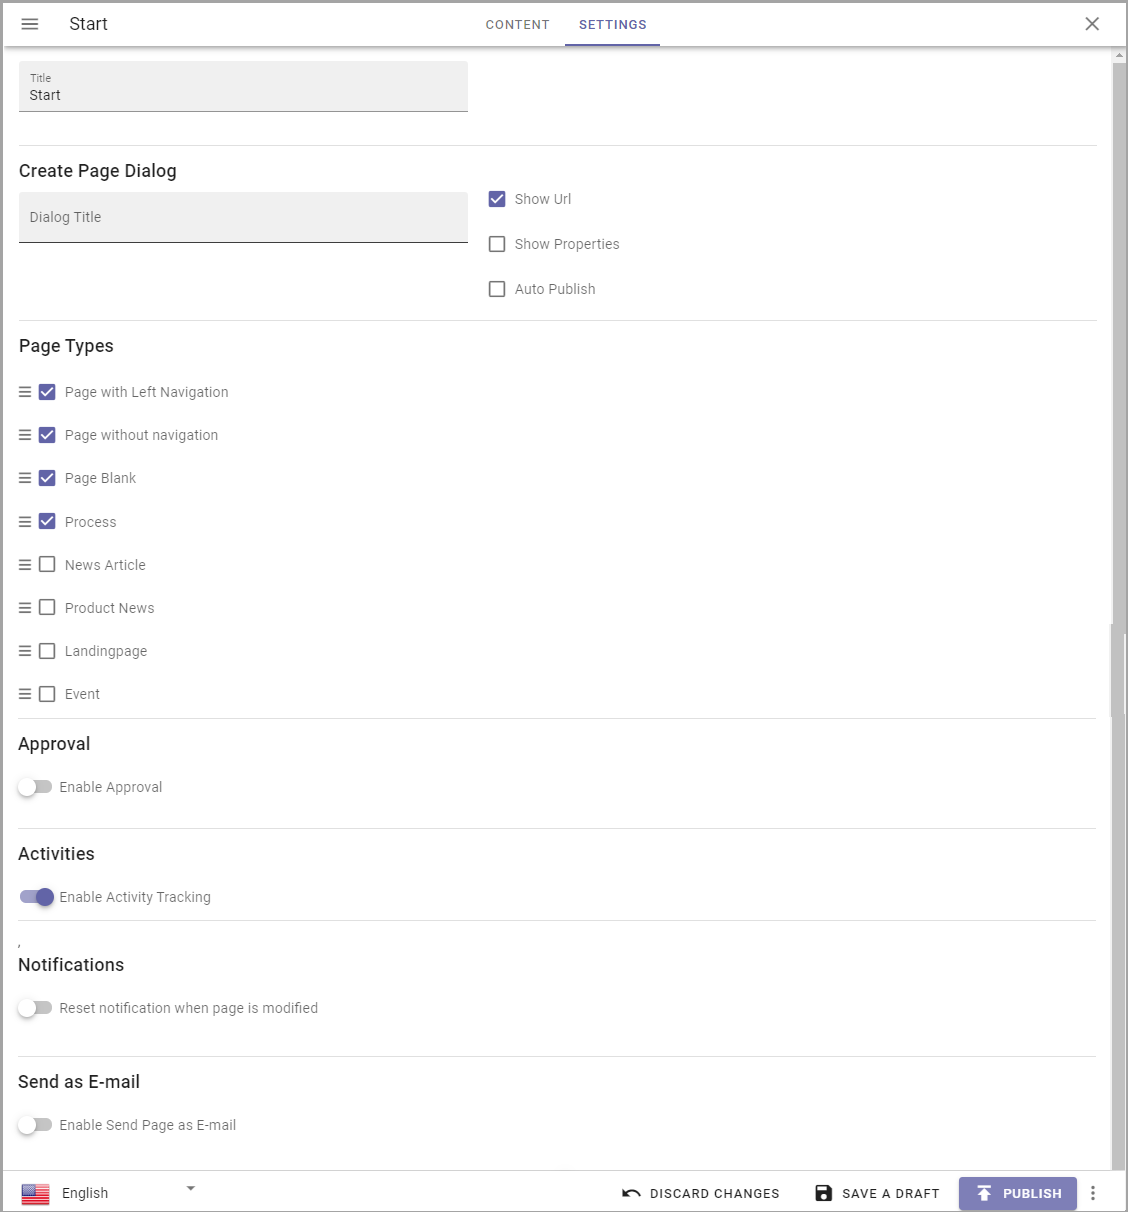 Start
CONTENT
SETTINGS
Title
Start
Create Page Dialog
Dialog Title
Show Url
Show Properties
Auto Publish
Page Types
Page with Left Navigation
Page without navigation
Page Blank
Process
News Article
Product News
Landingpage
Event
Approval
Enable Approval
Activities
Enable Activity Tracking
,
Notifications
Reset notification when page is modified
Send as E-mail
Enable Send Page as E-mail
English
DISCARD CHANGES
SAVE A DRAFT
PUBLISH